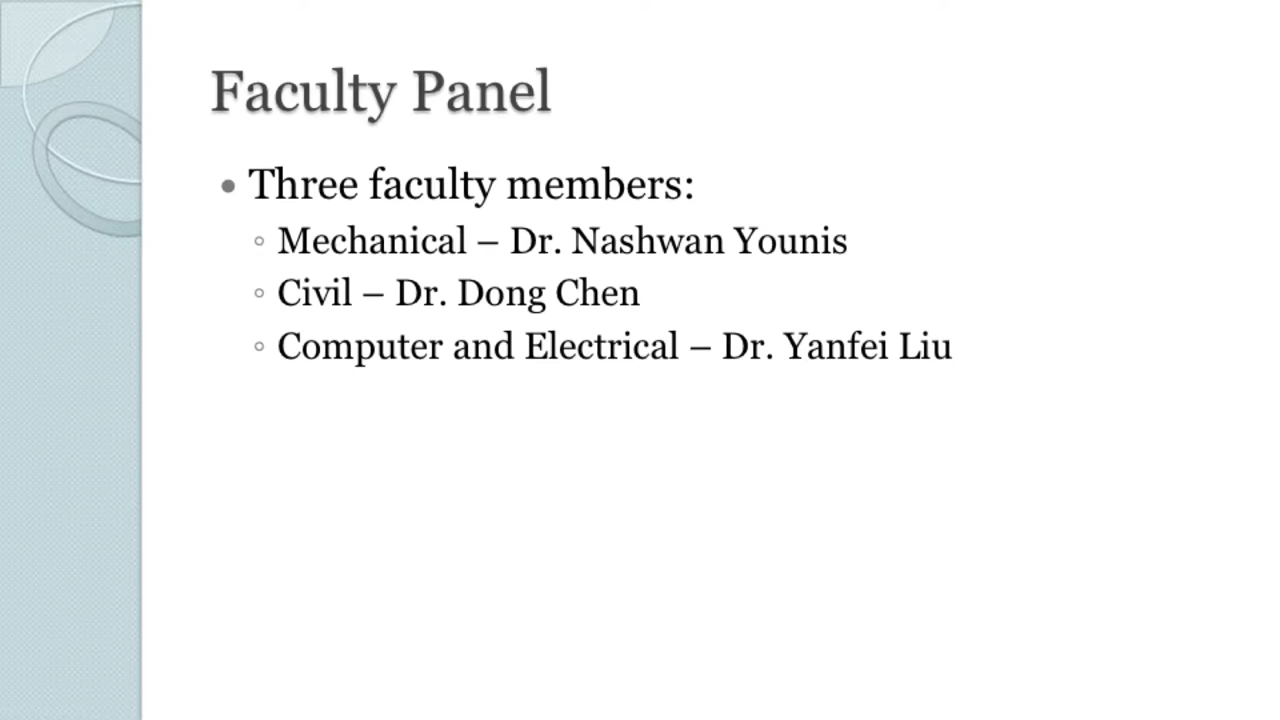 Faculty Panel
• Three faculty members:
◦ Mechanical – Dr. Nashwan Younis
◦ Civil – Dr. Dong Chen
◦ Computer and Electrical – Dr. Yanfei Liu